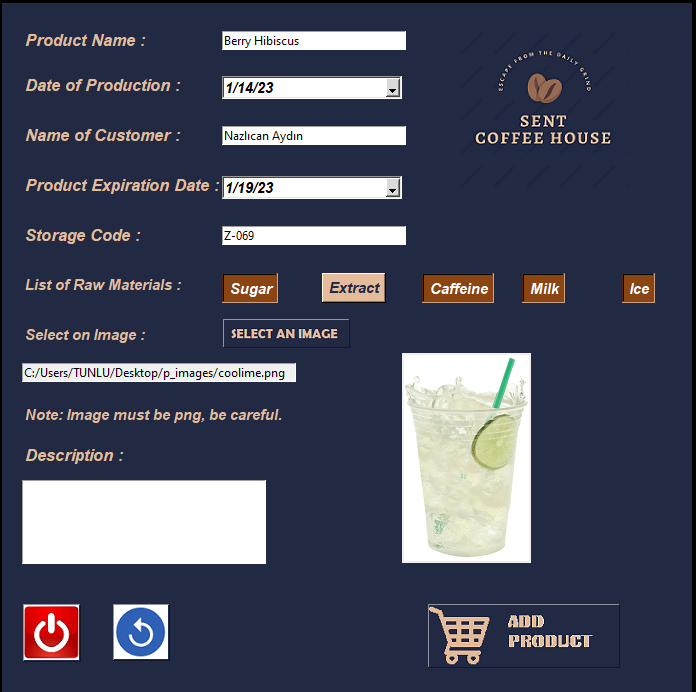 Product Name :
Berry Hibiscus
ESCAPE FROM THE DAILY GRIND
SENT
COFFEE HOUSE
Date of Production :
1/14/23
Name of Customer :
Nazlıcan Aydın
Product Expiration Date :
1/19/23
Storage Code :
Z-069
List of Raw Materials :
Sugar
Extract
Caffeine
Milk
Ice
Select on Image :
SELECT AN IMAGE
C:/Users/TUNLU/Desktop/p_images/coolime.png
Note: Image must be png, be careful.
Description :
ADD
PRODUCT